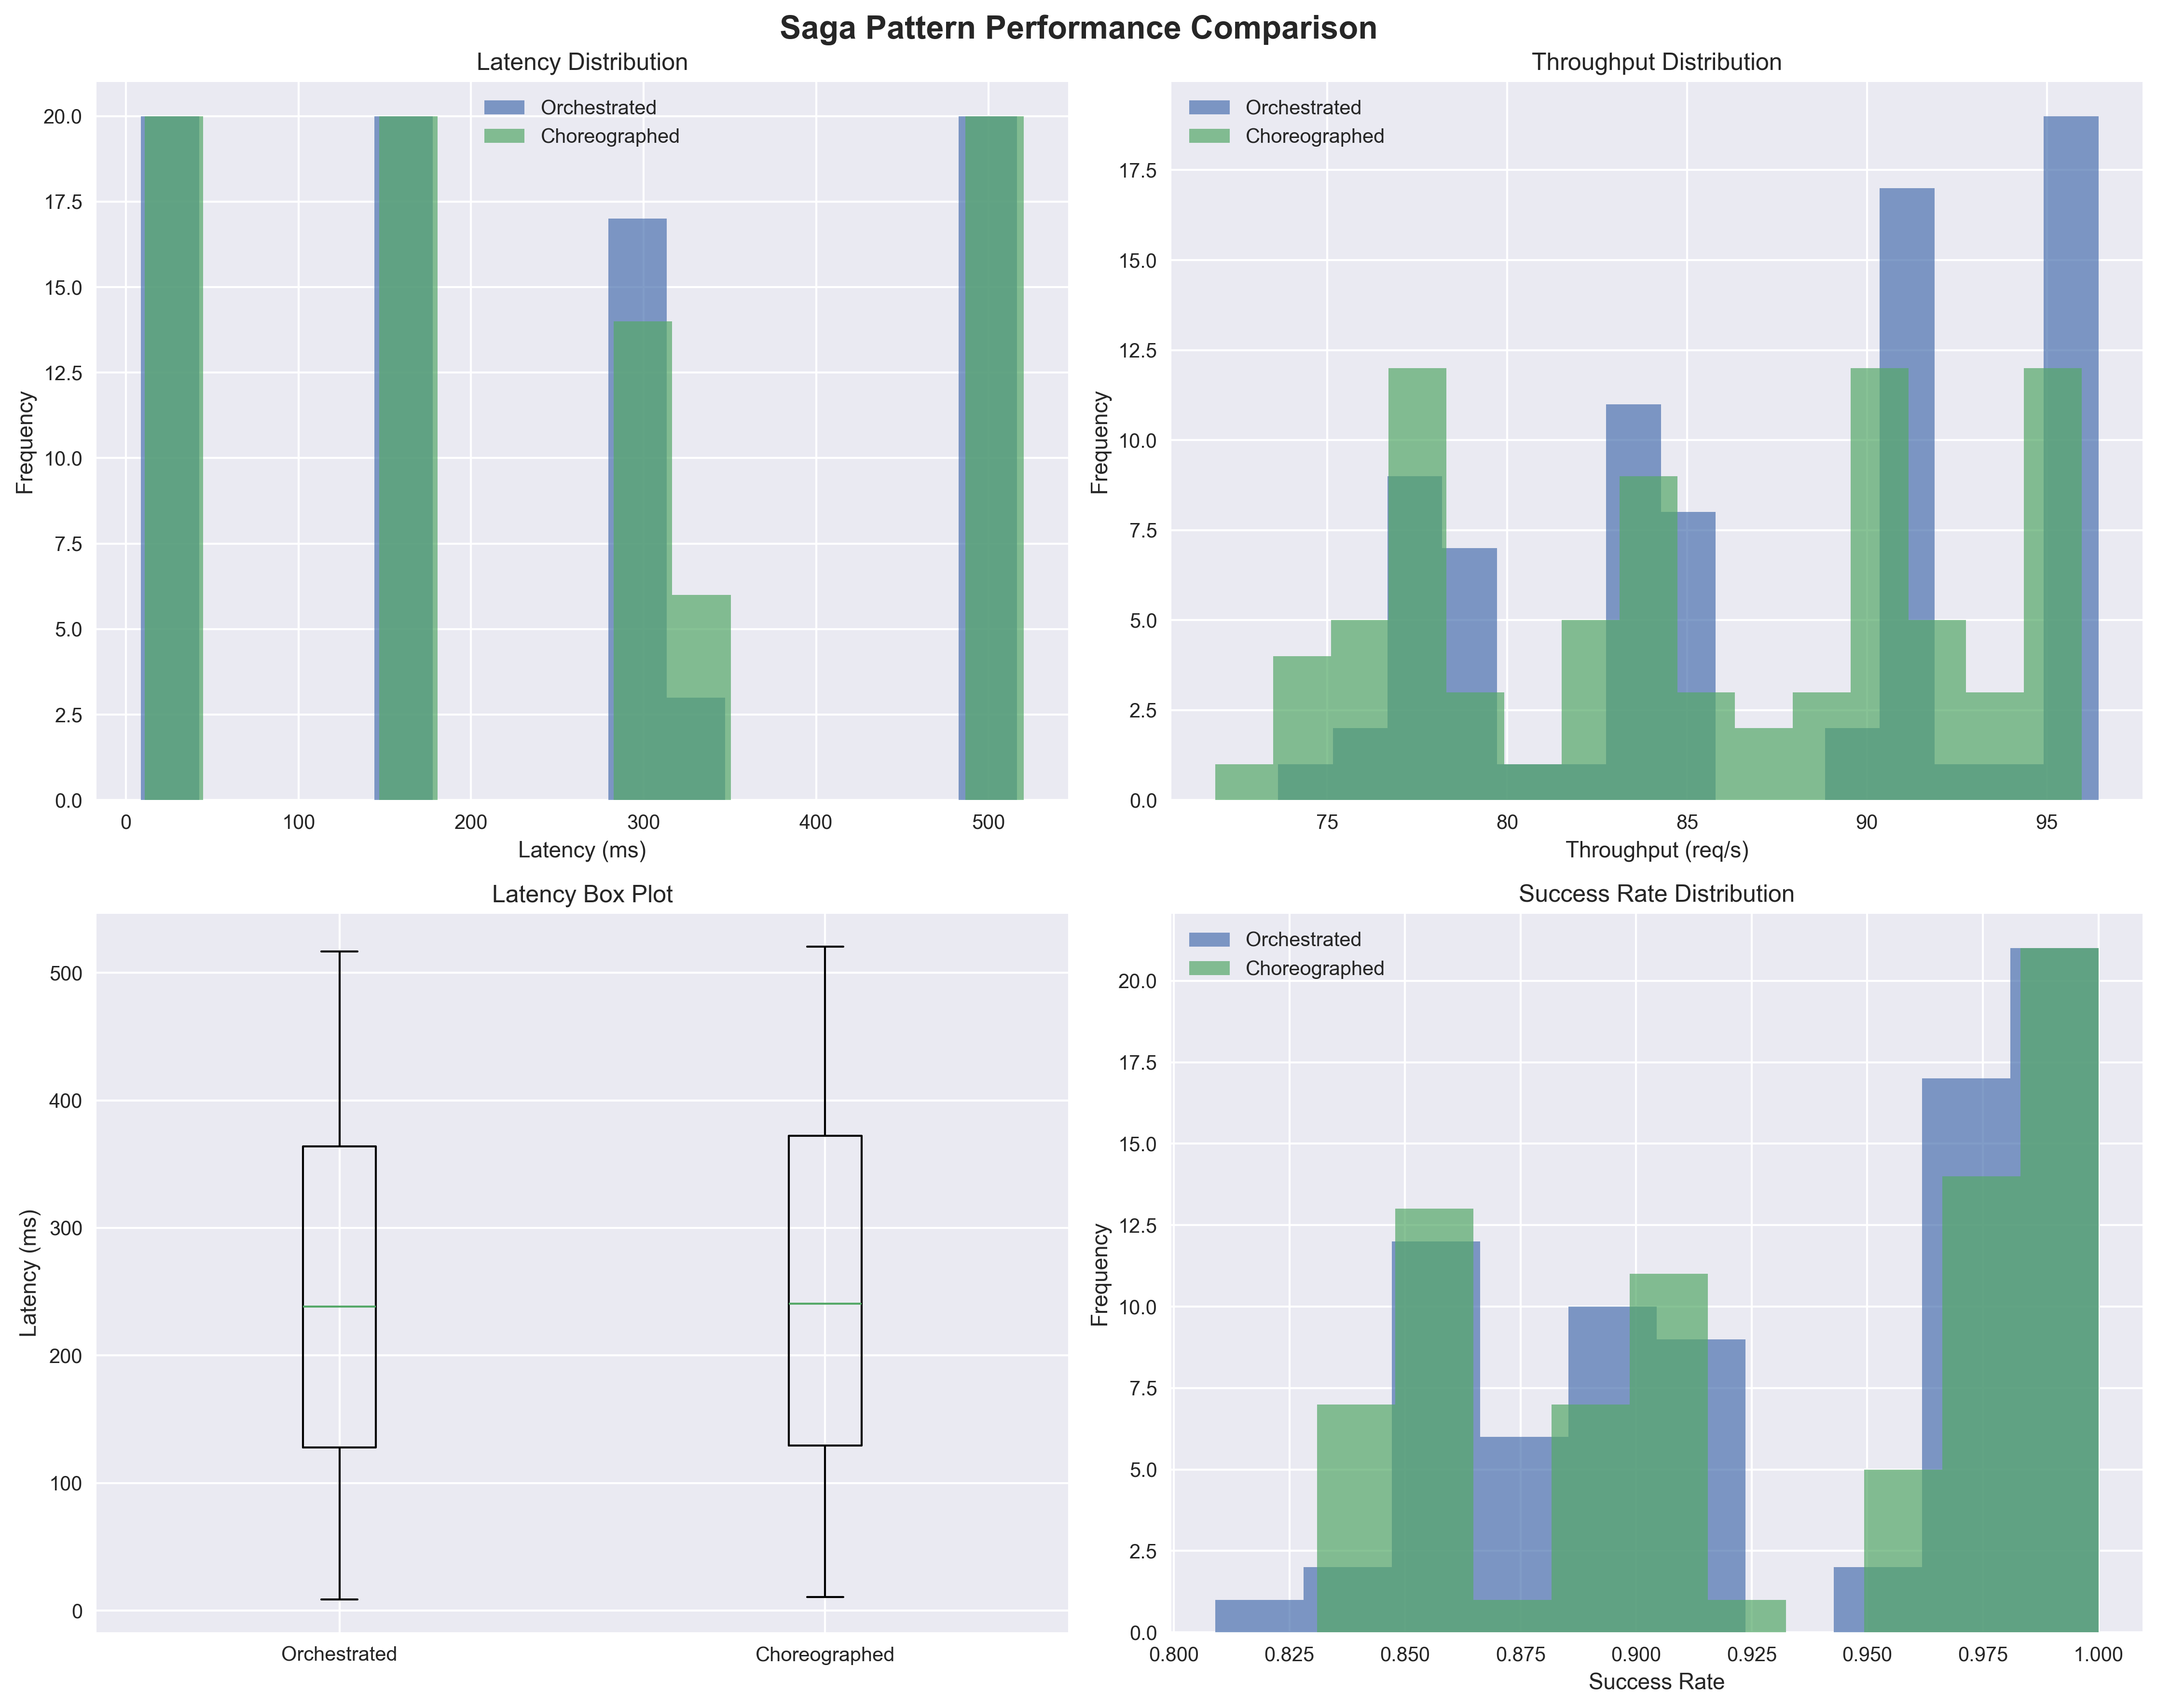 Saga Pattern Performance Comparison
Latency Distribution
Orchestrated
Choreographed
Frequency
20.0
17.5
15.0
12.5
10.0
7.5
5.0
2.5
0.0
0 100 200 300 400 500
Latency (ms)
Throughput Distribution
Orchestrated
Choreographed
Frequency
17.5
15.0
12.5
10.0
7.5
5.0
2.5
0.0
75 80 85 90 95
Throughput (req/s)
Latency Box Plot
Latency (ms)
500
400
300
200
100
0
Orchestrated Choreographed
Success Rate Distribution
Orchestrated
Choreographed
Frequency
20.0
17.5
15.0
12.5
10.0
7.5
5.0
2.5
0.0
0.800 0.825 0.850 0.875 0.900 0.925 0.950 0.975 1.000
Success Rate